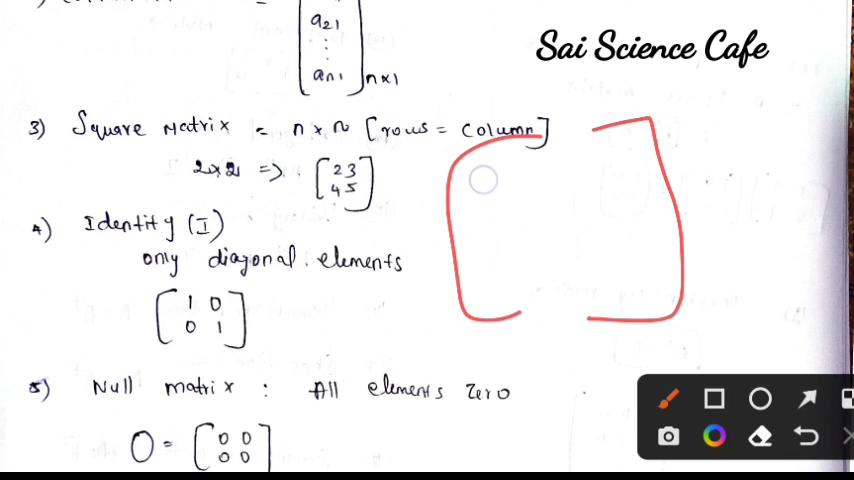 a21
⋮
an1 ]n×1
Sai Science Cafe
3) Square Matrix = n × n [rows = column]
2×2 => [2 3
4 5]
4) Identity (I)
only diagonal elements
[1 0
0 1]
5) Null matrix : All elements zero
O = [0 0
0 0]